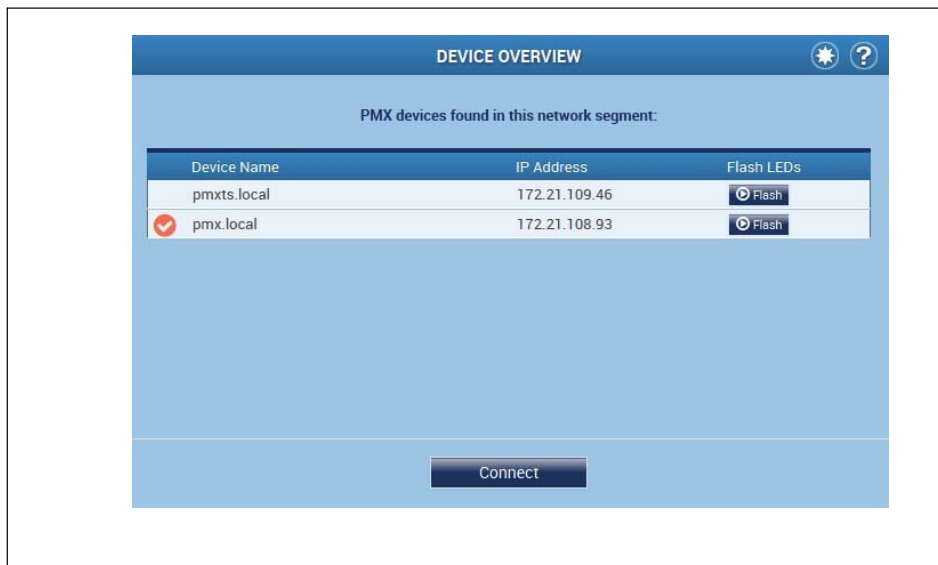 DEVICE OVERVIEW ?
PMX devices found in this network segment:
Device Name IP Address Flash LEDs
pmxts.local 172.21.109.46 Flash
pmx.local 172.21.108.93 Flash
Connect